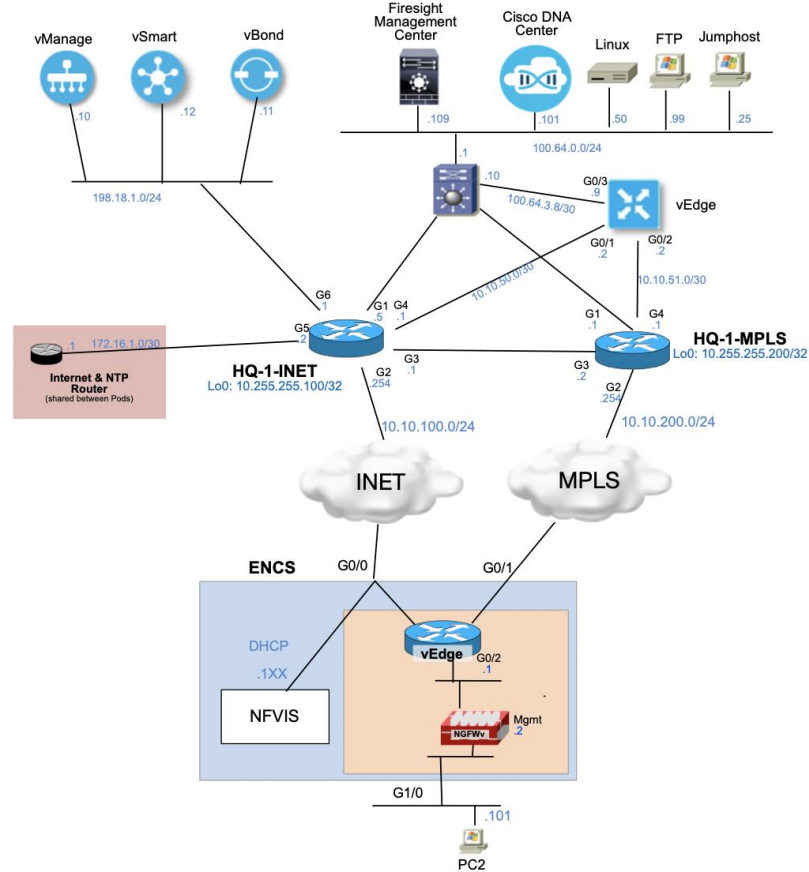 Firesight
Management
Center
Cisco DNA
Center
vManage
vSmart
vBond
Linux
FTP
Jumphost
.10
.12
.11
.109
.101
.50
.99
.25
198.18.1.0/24
.1
100.64.0.0/24
.10
100.64.3.8/30
G0/3
.9
vEdge
G0/1
.2
G0/2
.2
10.10.50.0/30
10.10.51.0/30
G6
.1
G1
.5
G4
.1
G5
.2
.1
172.16.1.0/30
Internet & NTP
Router
(shared between Pods)
HQ-1-INET
Lo0: 10.255.255.100/32
G3
.1
G2
.254
G1
.1
G4
.1
HQ-1-MPLS
Lo0: 10.255.255.200/32
G3
.2
G2
.254
10.10.100.0/24
10.10.200.0/24
INET
MPLS
ENCS
G0/0
G0/1
DHCP
.1XX
NFVIS
vEdge
G0/2
.1
NGFWv
Mgmt
.2
G1/0
.101
PC2